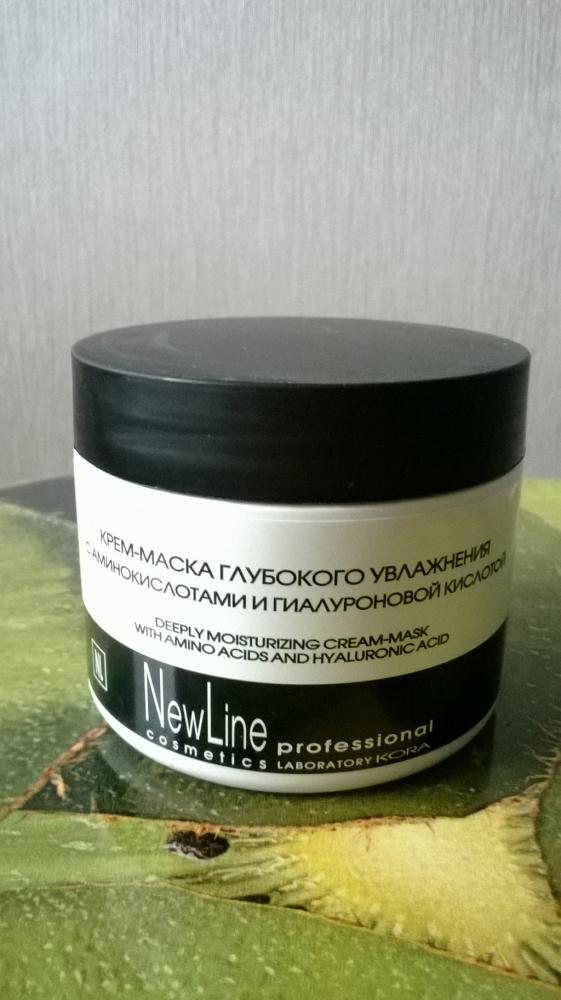 КРЕМ-МАСКА ГЛУБОКОГО УВЛАЖНЕНИЯ
С АМИНОКИСЛОТАМИ И ГИАЛУРОНОВОЙ КИСЛОТОЙ
DEEPLY MOISTURIZING CREAM-MASK
WITH AMINO ACIDS AND HYALURONIC ACID
NL
NewLine professional
cosmetics LABORATORY KORA